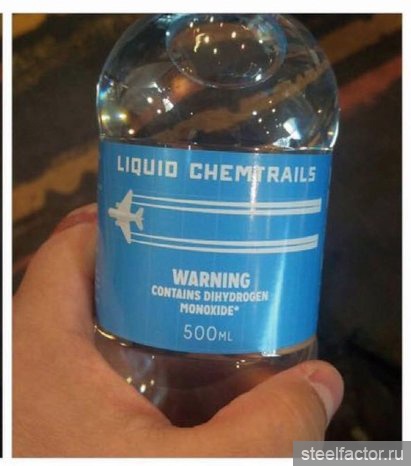 LIQUID CHEMTRAILS
WARNING
CONTAINS DIHYDROGEN
MONOXIDE*
500ML
steelfactor.ru